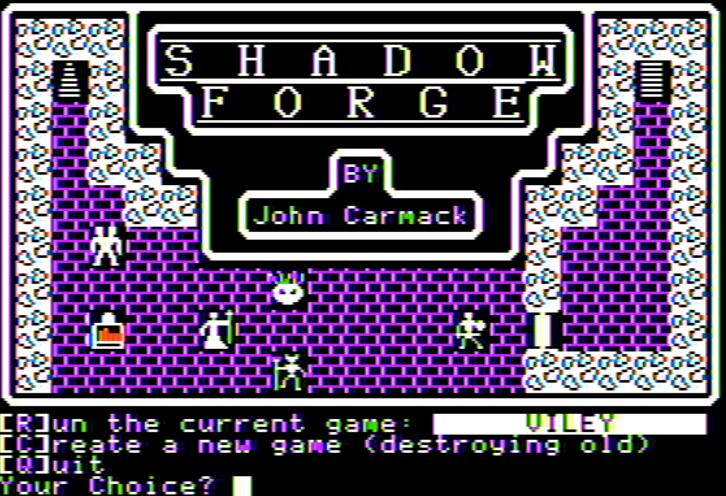 SHADOW
FORGE
BY
John Carmack
[R]un the current game: VILEY
[C]reate a new game (destroying old)
[Q]uit
Your Choice?